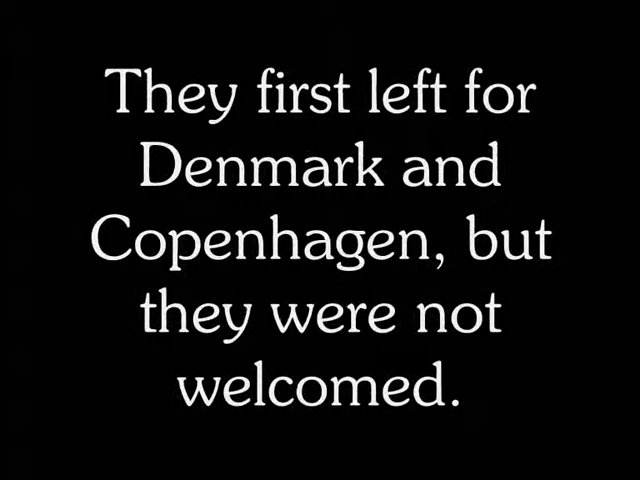 They first left for
Denmark and
Copenhagen, but
they were not
welcomed.